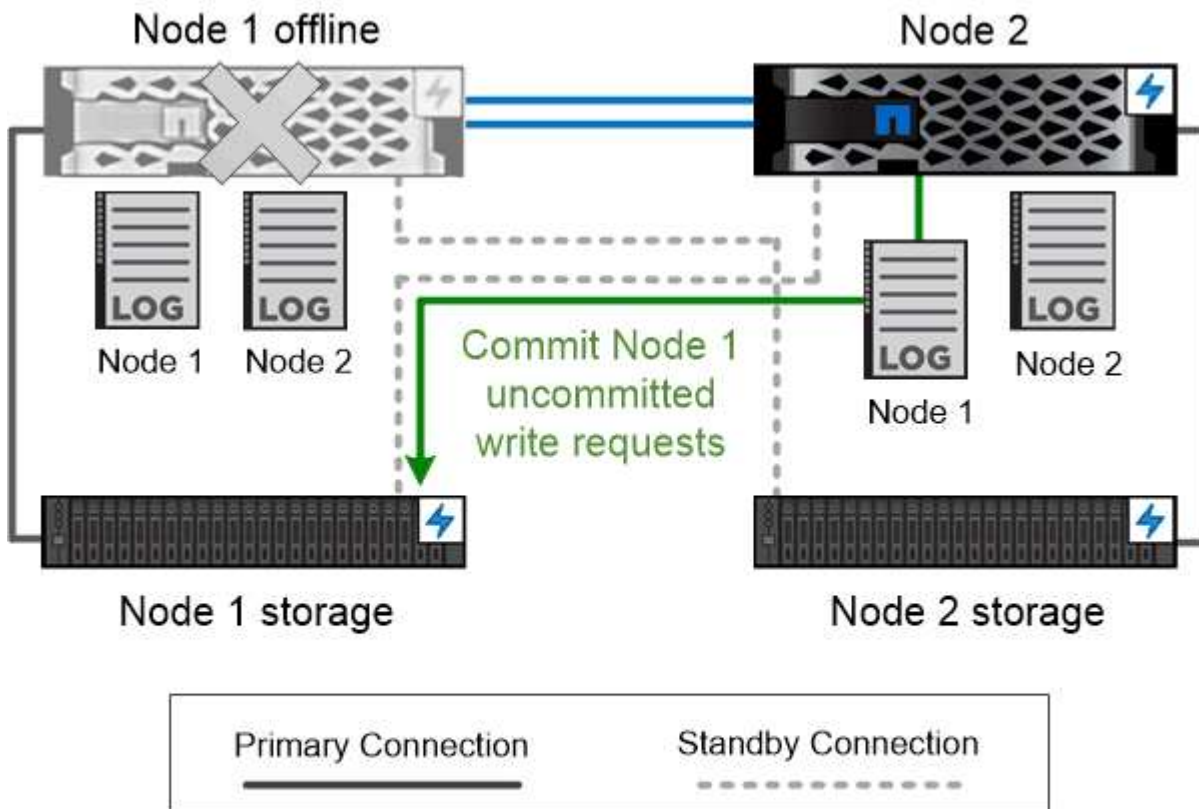 Node 1 offline
Node 2
LOG
LOG
Node 1
Node 2
LOG
Node 1
LOG
Node 2
Commit Node 1
uncommitted
write requests
Node 1 storage
Node 2 storage
Primary Connection
Standby Connection